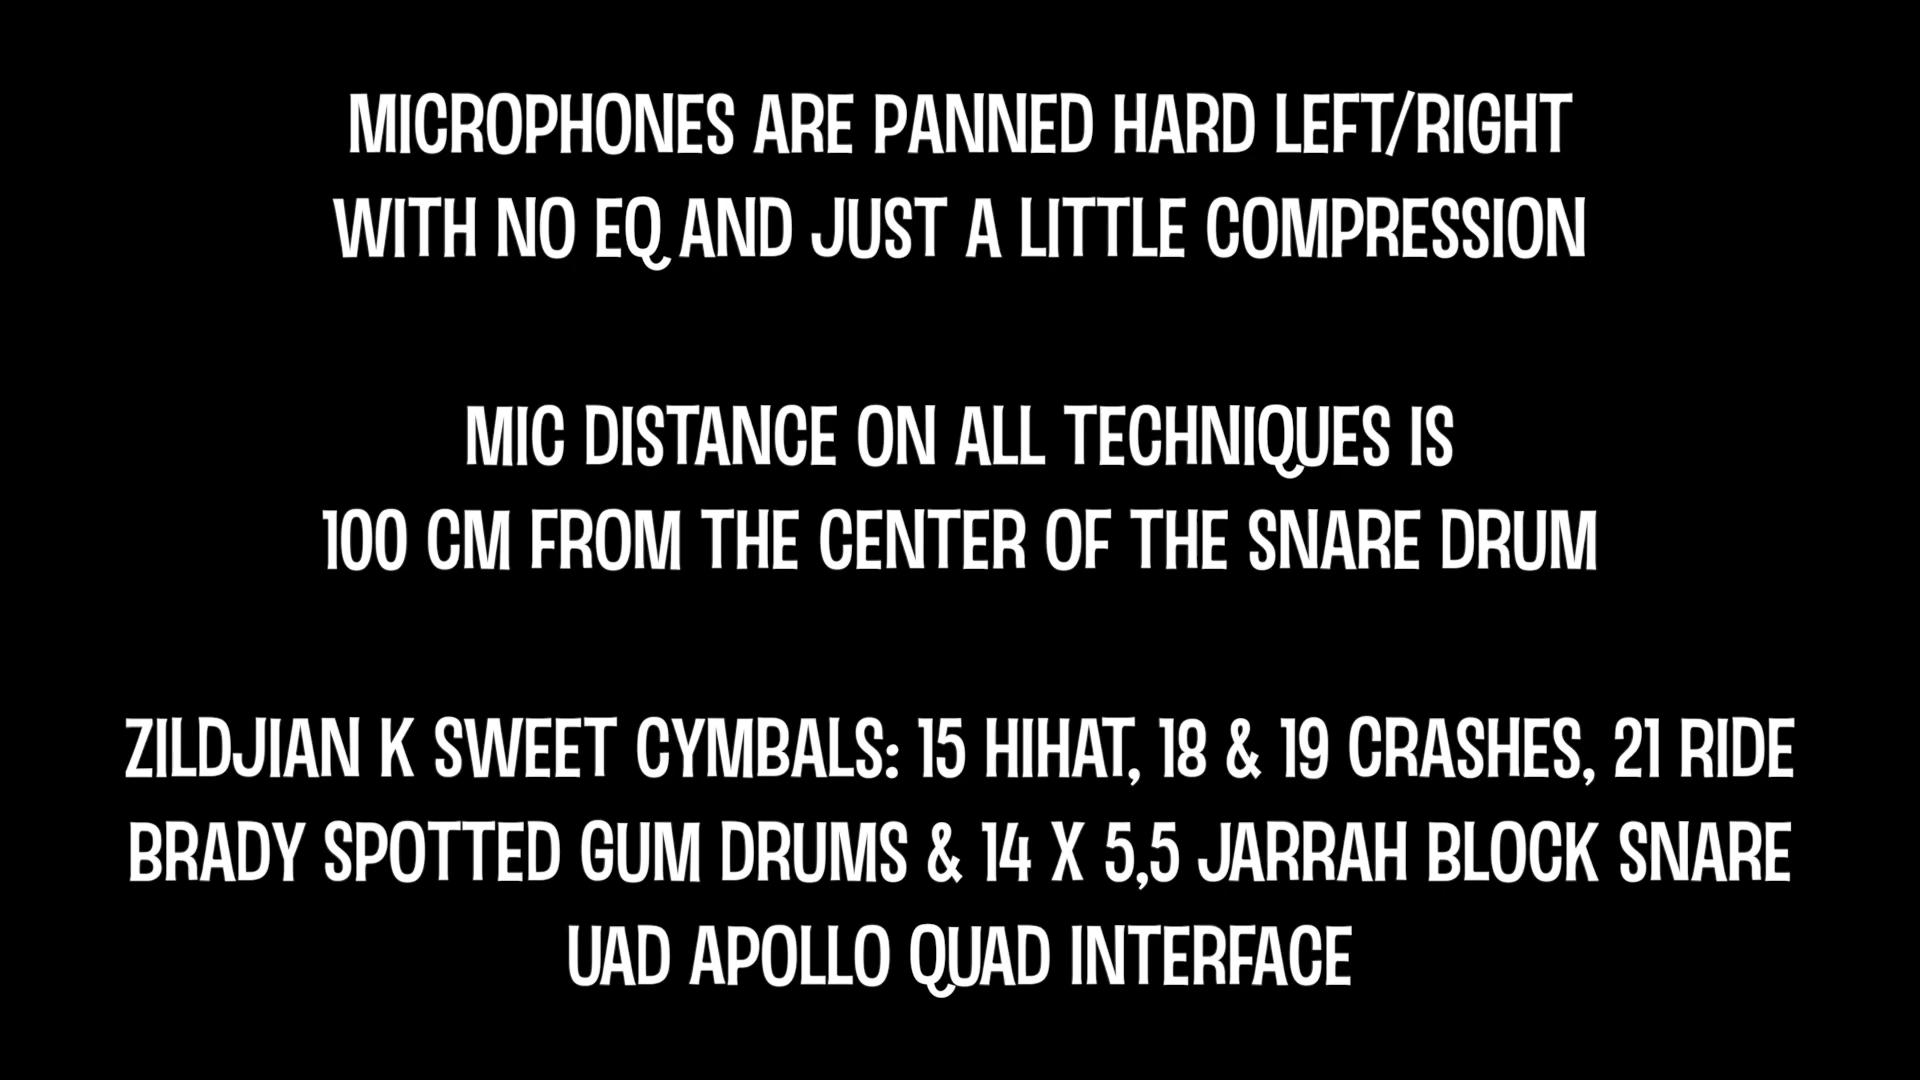 MICROPHONES ARE PANNED HARD LEFT/RIGHT
WITH NO EQ AND JUST A LITTLE COMPRESSION
MIC DISTANCE ON ALL TECHNIQUES IS
100 CM FROM THE CENTER OF THE SNARE DRUM
ZILDJIAN K SWEET CYMBALS: 15 HIHAT, 18 & 19 CRASHES, 21 RIDE
BRADY SPOTTED GUM DRUMS & 14 X 5,5 JARRAH BLOCK SNARE
UAD APOLLO QUAD INTERFACE